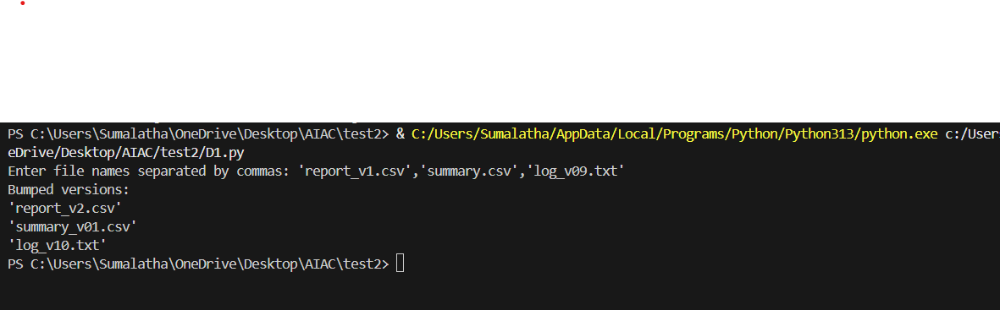 PS C:\Users\Sumalatha\OneDrive\Desktop\AIAC\test2> & C:/Users/Sumalatha/AppData/Local/Programs/Python/Python313/python.exe c:/User
eDrive/Desktop/AIAC/test2/D1.py
Enter file names separated by commas: 'report_v1.csv','summary.csv','log_v09.txt'
Bumped versions:
'report_v2.csv'
'summary_v01.csv'
'log_v10.txt'
PS C:\Users\Sumalatha\OneDrive\Desktop\AIAC\test2>